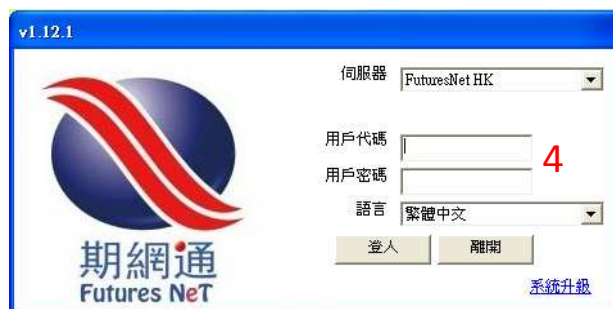 v1.12.1
伺服器 FuturesNet HK
用戶代碼
用戶密碼
4
語言 繁體中文
登入 離開
系統升級
期網通
Futures NeT